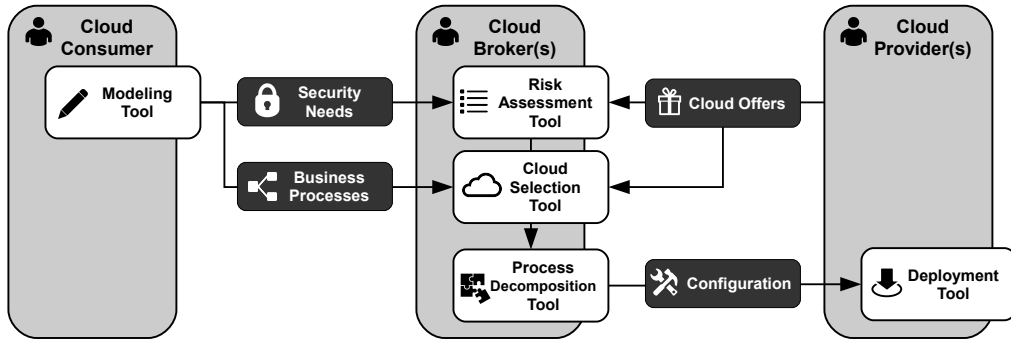 Cloud
Consumer
Modeling
Tool
Security
Needs
Business
Processes
Cloud
Broker(s)
Risk
Assessment
Tool
Cloud
Selection
Tool
Process
Decomposition
Tool
Cloud Offers
Configuration
Cloud
Provider(s)
Deployment
Tool